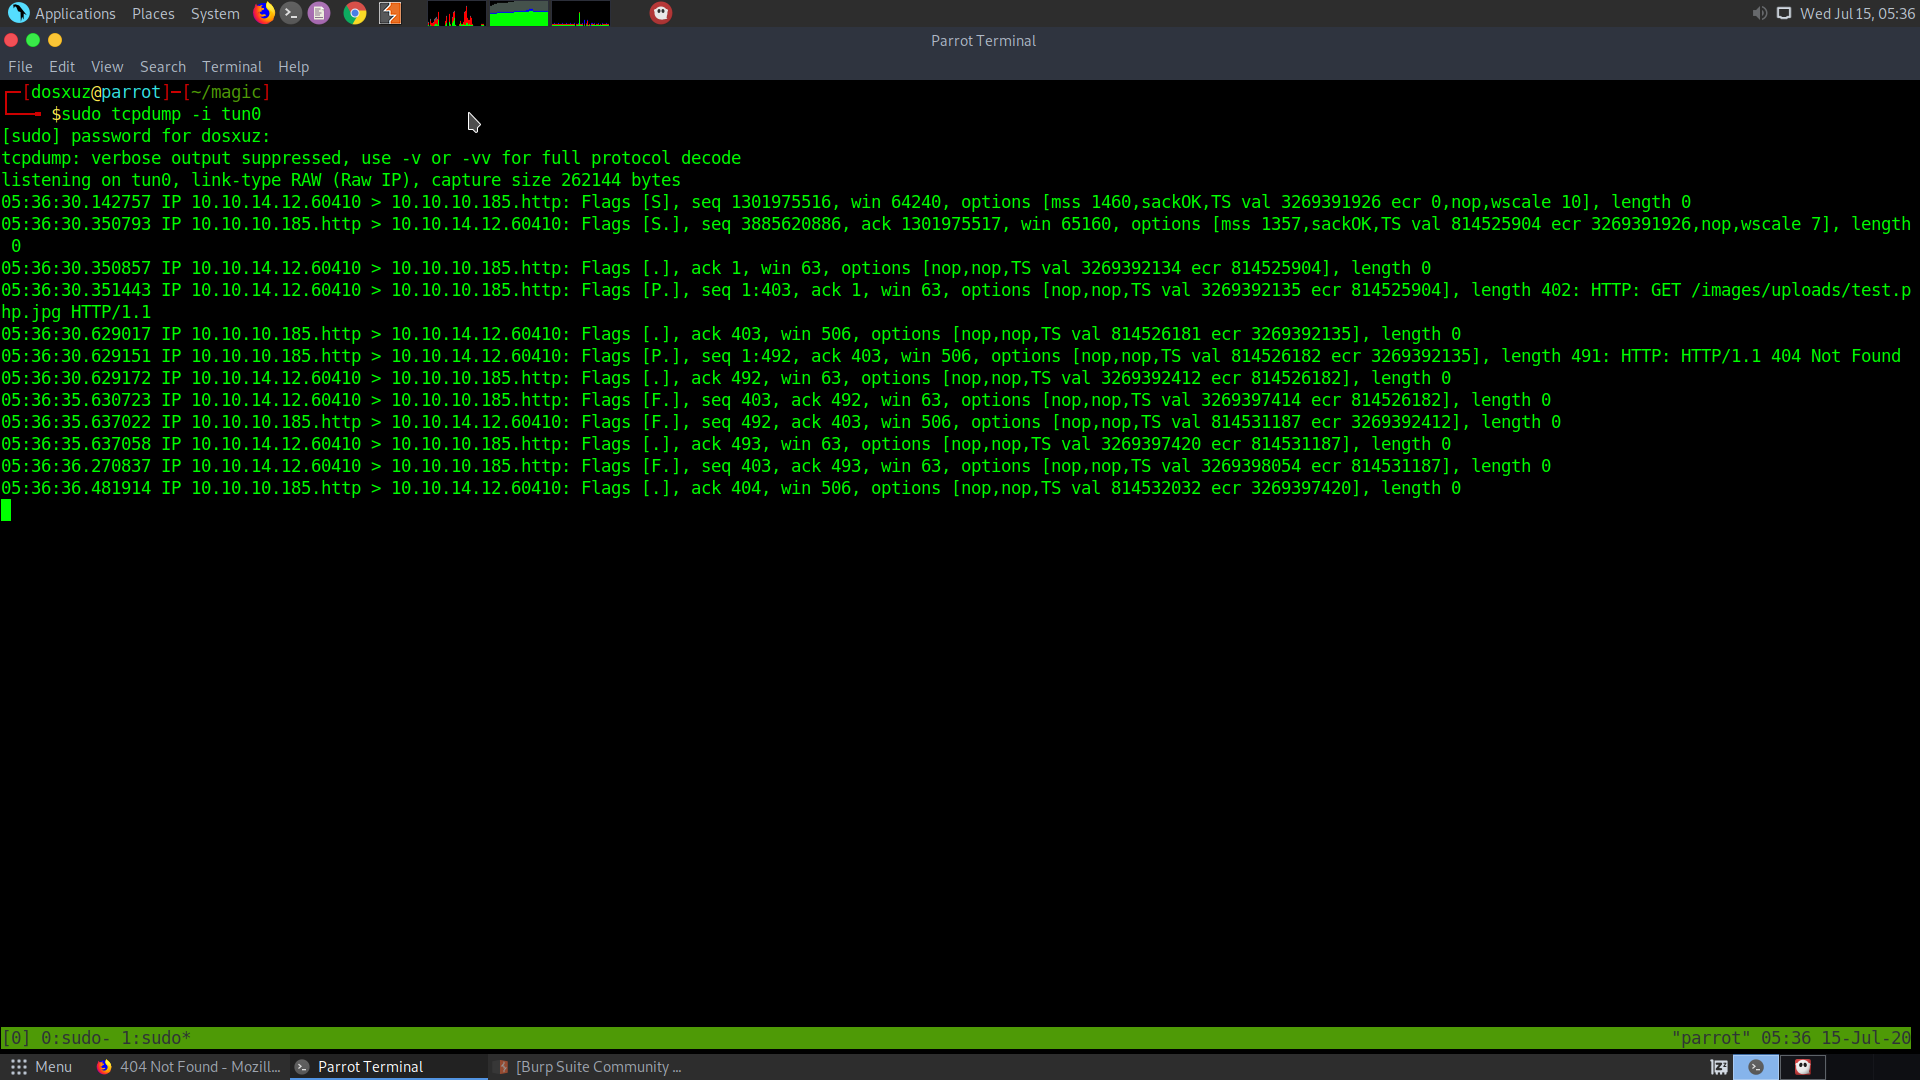 Applications Places System Wed Jul 15, 05:36
Parrot Terminal
File Edit View Search Terminal Help
┌─[dosxuz@parrot]─[~/magic]
└──╼ $sudo tcpdump -i tun0
[sudo] password for dosxuz:
tcpdump: verbose output suppressed, use -v or -vv for full protocol decode
listening on tun0, link-type RAW (Raw IP), capture size 262144 bytes
05:36:30.142757 IP 10.10.14.12.60410 > 10.10.10.185.http: Flags [S], seq 1301975516, win 64240, options [mss 1460,sackOK,TS val 3269391926 ecr 0,nop,wscale 10], length 0
05:36:30.350793 IP 10.10.10.185.http > 10.10.14.12.60410: Flags [S.], seq 3885620886, ack 1301975517, win 65160, options [mss 1357,sackOK,TS val 814525904 ecr 3269391926,nop,wscale 7], length
0
05:36:30.350857 IP 10.10.14.12.60410 > 10.10.10.185.http: Flags [.], ack 1, win 63, options [nop,nop,TS val 3269392134 ecr 814525904], length 0
05:36:30.351443 IP 10.10.14.12.60410 > 10.10.10.185.http: Flags [P.], seq 1:403, ack 1, win 63, options [nop,nop,TS val 3269392135 ecr 814525904], length 402: HTTP: GET /images/uploads/test.p
hp.jpg HTTP/1.1
05:36:30.629017 IP 10.10.10.185.http > 10.10.14.12.60410: Flags [.], ack 403, win 506, options [nop,nop,TS val 814526181 ecr 3269392135], length 0
05:36:30.629151 IP 10.10.10.185.http > 10.10.14.12.60410: Flags [P.], seq 1:492, ack 403, win 506, options [nop,nop,TS val 814526182 ecr 3269392135], length 491: HTTP: HTTP/1.1 404 Not Found
05:36:30.629172 IP 10.10.14.12.60410 > 10.10.10.185.http: Flags [.], ack 492, win 63, options [nop,nop,TS val 3269392412 ecr 814526182], length 0
05:36:35.630723 IP 10.10.14.12.60410 > 10.10.10.185.http: Flags [F.], seq 403, ack 492, win 63, options [nop,nop,TS val 3269397414 ecr 814526182], length 0
05:36:35.637022 IP 10.10.10.185.http > 10.10.14.12.60410: Flags [F.], seq 492, ack 403, win 506, options [nop,nop,TS val 814531187 ecr 3269392412], length 0
05:36:35.637058 IP 10.10.14.12.60410 > 10.10.10.185.http: Flags [.], ack 493, win 63, options [nop,nop,TS val 3269397420 ecr 814531187], length 0
05:36:36.270837 IP 10.10.14.12.60410 > 10.10.10.185.http: Flags [F.], seq 403, ack 493, win 63, options [nop,nop,TS val 3269398054 ecr 814531187], length 0
05:36:36.481914 IP 10.10.10.185.http > 10.10.14.12.60410: Flags [.], ack 404, win 506, options [nop,nop,TS val 814532032 ecr 3269397420], length 0
[0] 0:sudo- 1:sudo* "parrot" 05:36 15-Jul-20
Menu 404 Not Found - Mozill... Parrot Terminal [Burp Suite Community ...